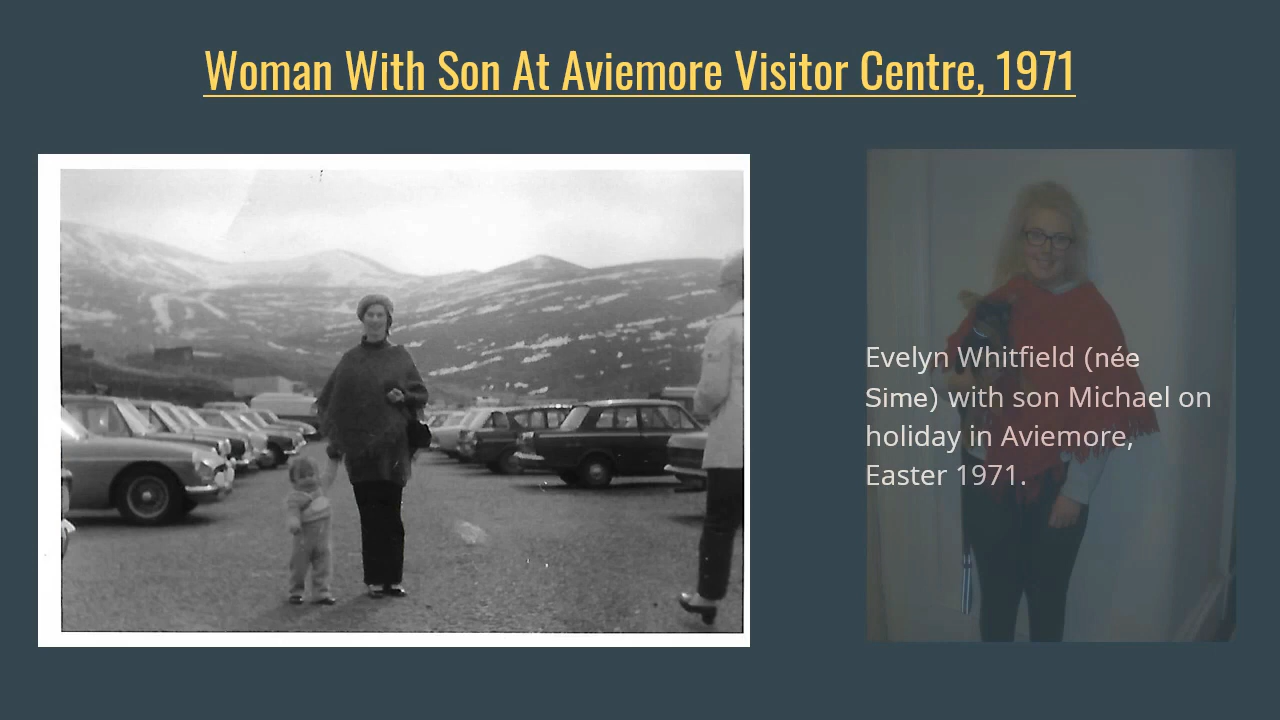 Woman With Son At Aviemore Visitor Centre, 1971
Evelyn Whitfield (née
Sime) with son Michael on
holiday in Aviemore,
Easter 1971.